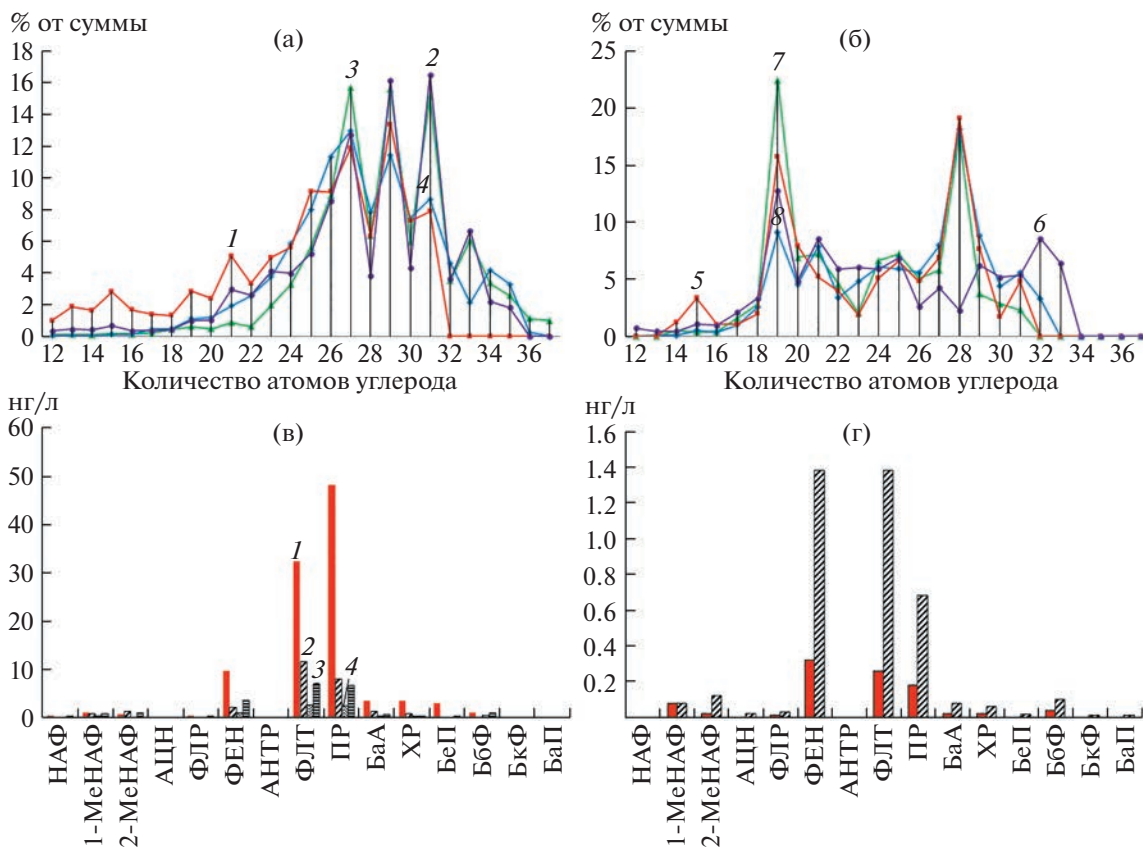 % от суммы
(а)
18
16
14
12
10
8
6
4
2
0
1
3
2
4
12 14 16 18 20 22 24 26 28 30 32 34 36
Количество атомов углерода
% от суммы
(б)
25
20
15
10
5
0
5
7
8
6
12 14 16 18 20 22 24 26 28 30 32 34 36
Количество атомов углерода
нг/л
(в)
60
50
40
30
20
10
0
1
2
3
4
НАФ
1-МеНАФ
2-МеНАФ
АЦН
ФЛР
ФЕН
АНТР
ФЛТ
ПР
БаА
ХР
БеП
БбФ
БкФ
БаП
нг/л
(г)
1.6
1.4
1.2
1.0
0.8
0.6
0.4
0.2
НАФ
1-МеНАФ
2-МеНАФ
АЦН
ФЛР
ФЕН
АНТР
ФЛТ
ПР
БаА
ХР
БеП
БбФ
БкФ
БаП